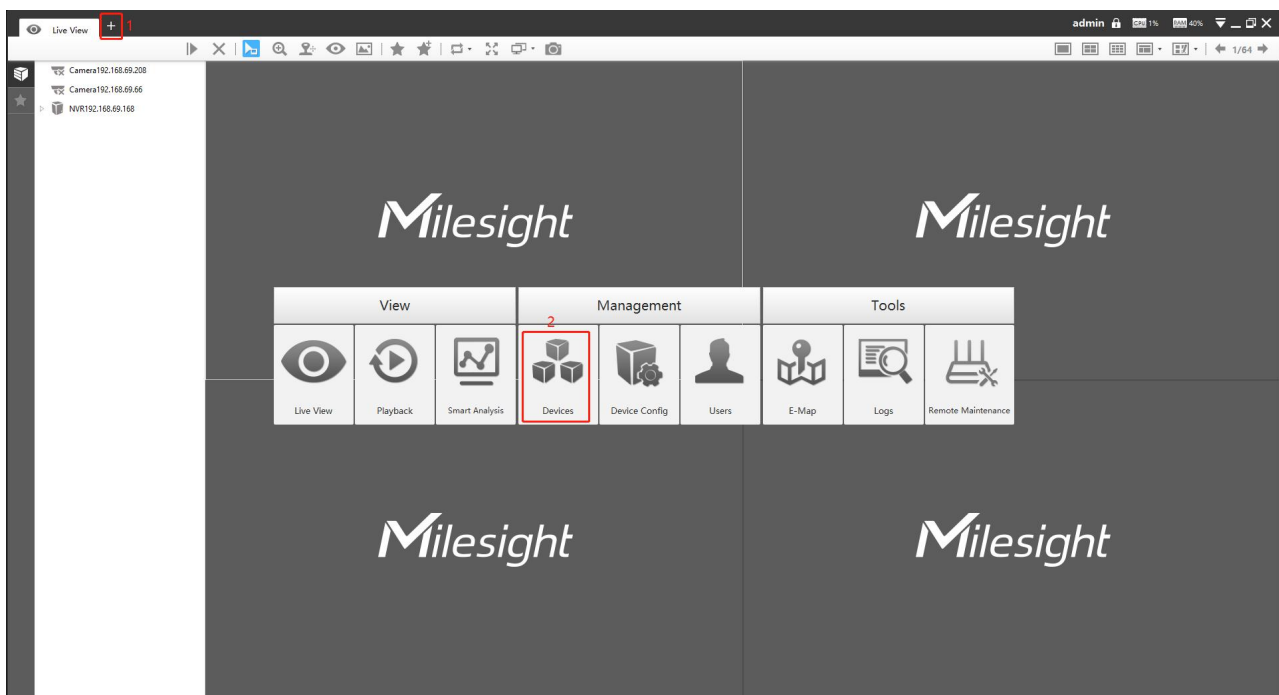 Live View + 1
admin CPU 1% RAM 40%
1/64
Camera192.168.69.208
Camera192.168.69.66
NVR192.168.69.168
Milesight
Milesight
View
Management
Tools
2
Live View
Playback
Smart Analysis
Devices
Device Config
Users
E-Map
Logs
Remote Maintenance
Milesight
Milesight